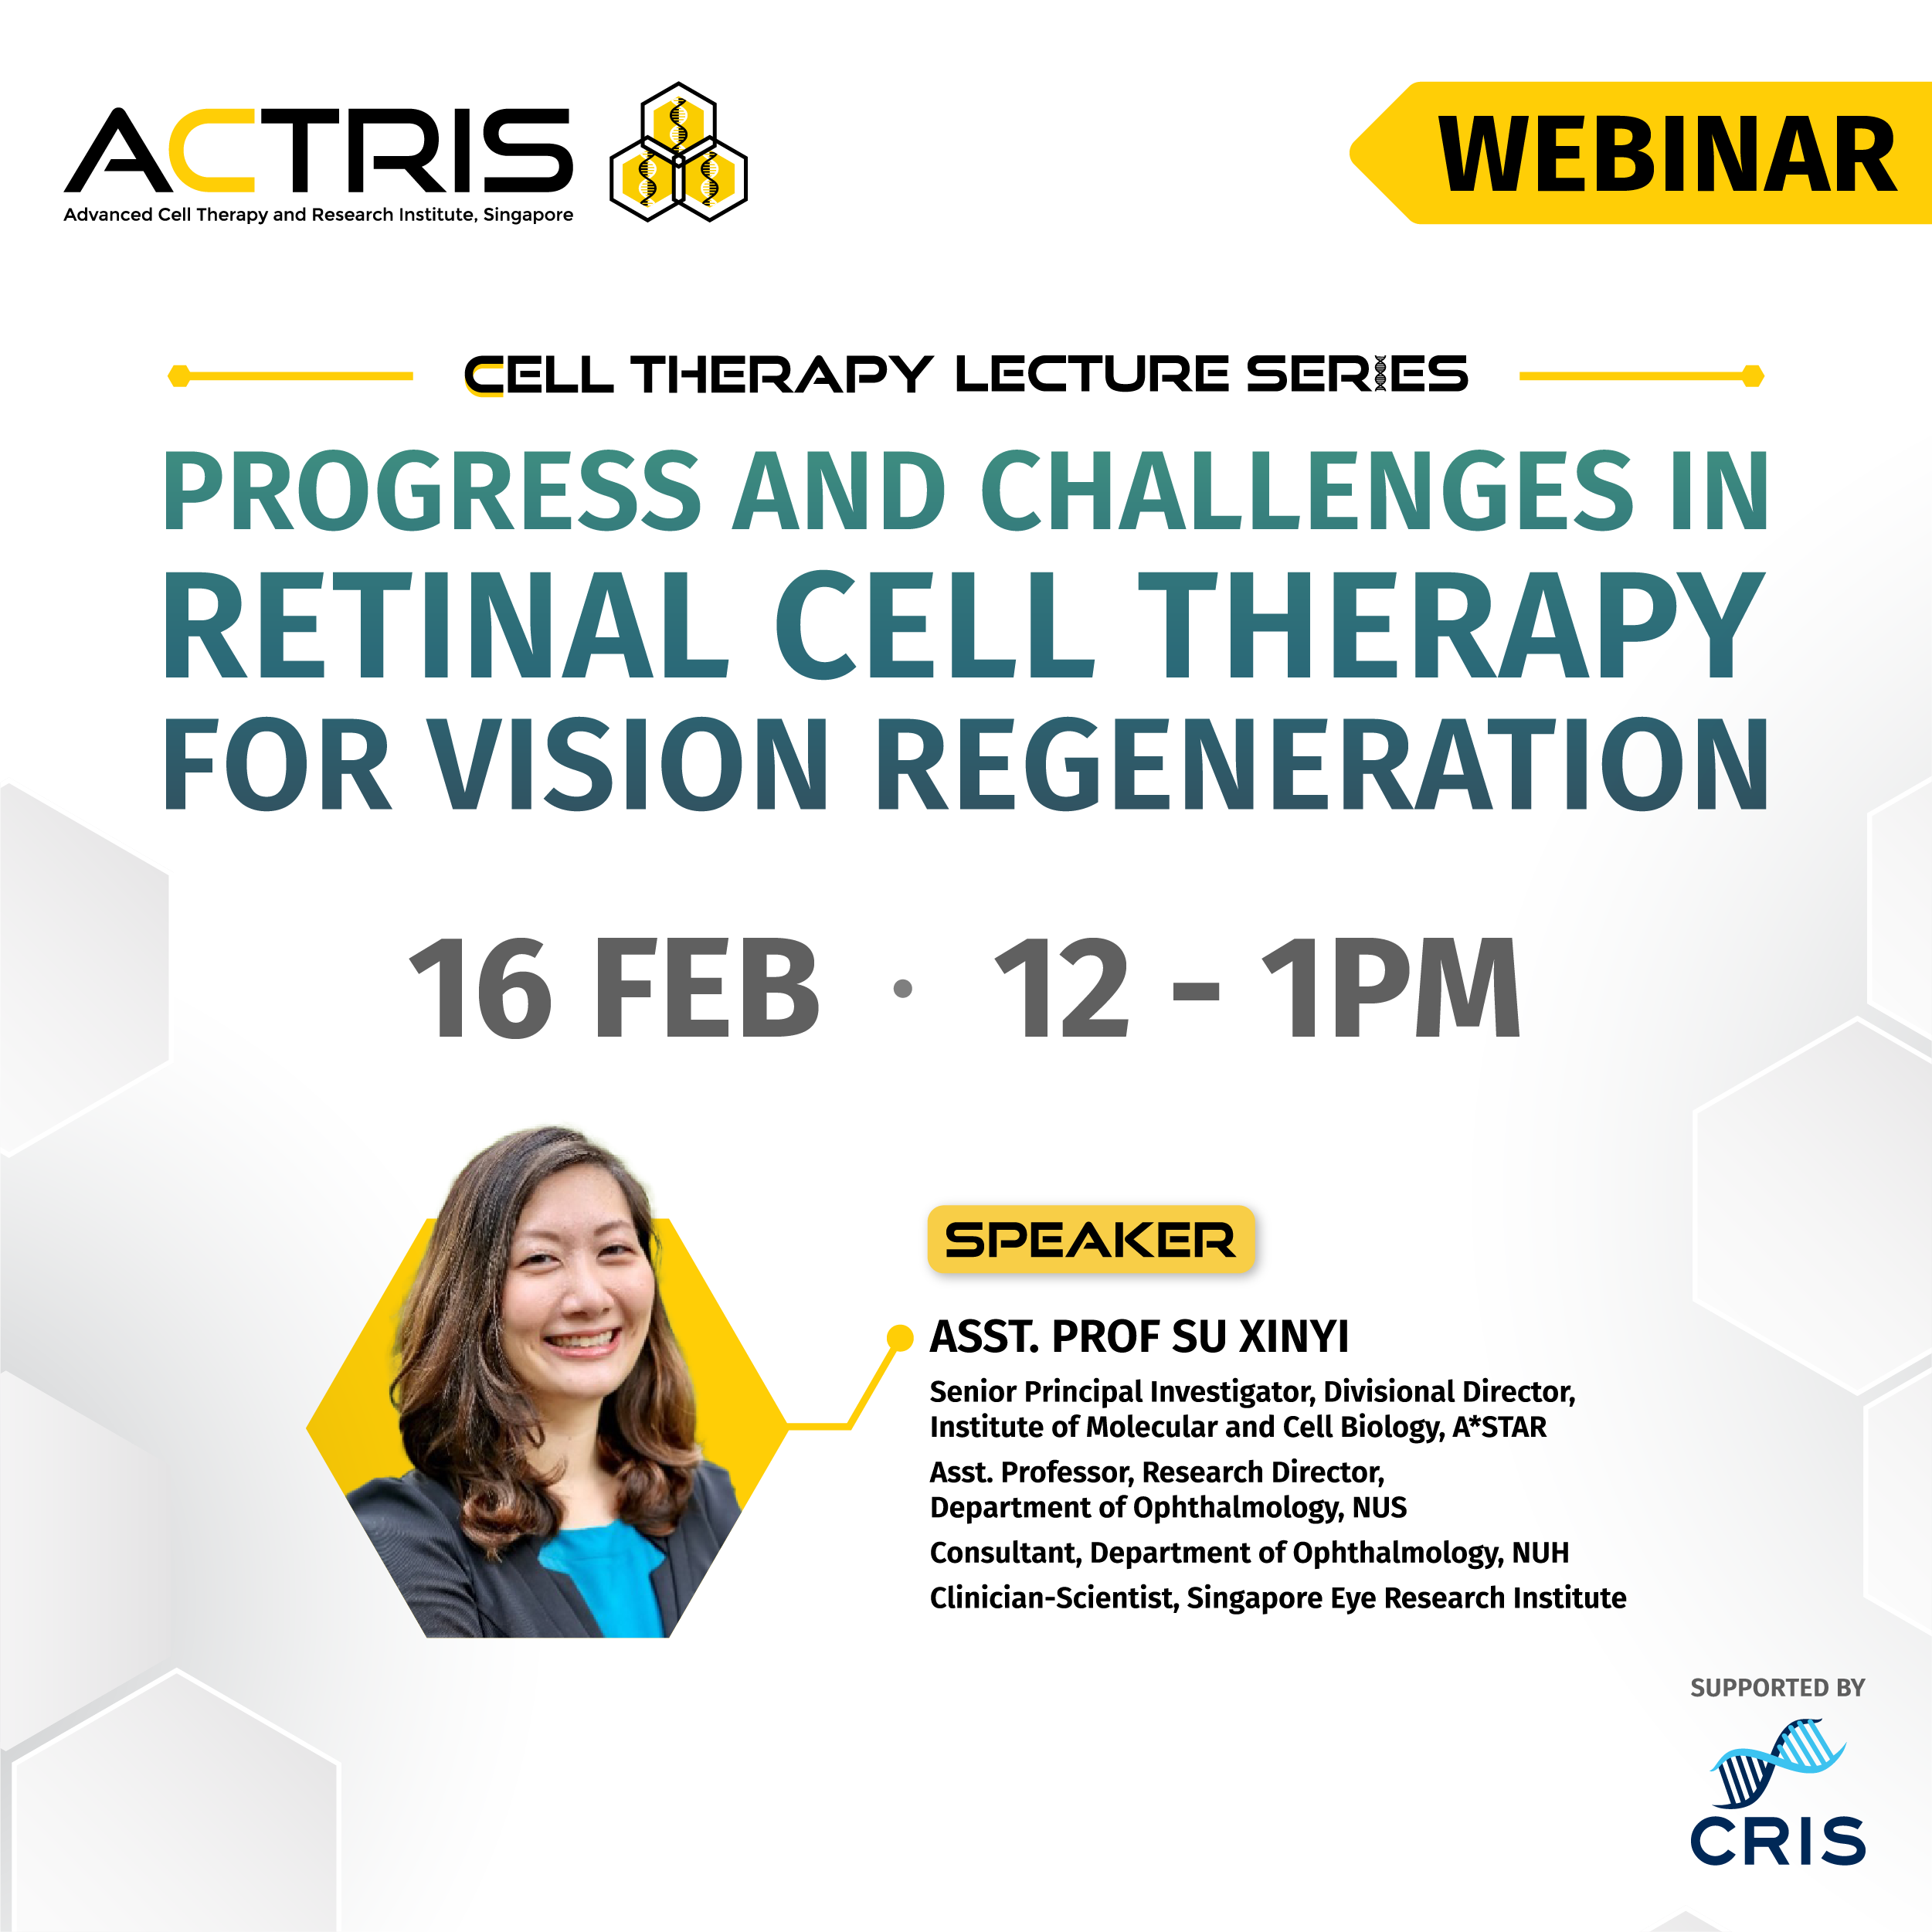 ACTRIS
Advanced Cell Therapy and Research Institute, Singapore
WEBINAR
CELL THERAPY LECTURE SERIES
PROGRESS AND CHALLENGES IN
RETINAL CELL THERAPY
FOR VISION REGENERATION
16 FEB · 12 - 1PM
SPEAKER
ASST. PROF SU XINYI
Senior Principal Investigator, Divisional Director,
Institute of Molecular and Cell Biology, A*STAR
Asst. Professor, Research Director,
Department of Ophthalmology, NUS
Consultant, Department of Ophthalmology, NUH
Clinician-Scientist, Singapore Eye Research Institute
SUPPORTED BY
CRIS